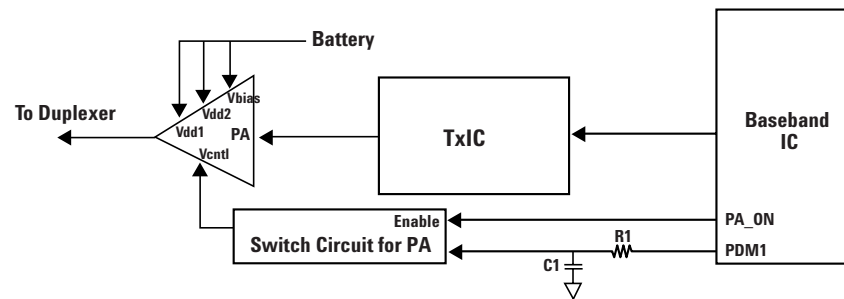 Battery
To Duplexer
Vdd1
Vdd2
Vbias
PA
Vcntl
TxIC
Baseband
IC
Enable
Switch Circuit for PA
PA_ON
R1
PDM1
C1